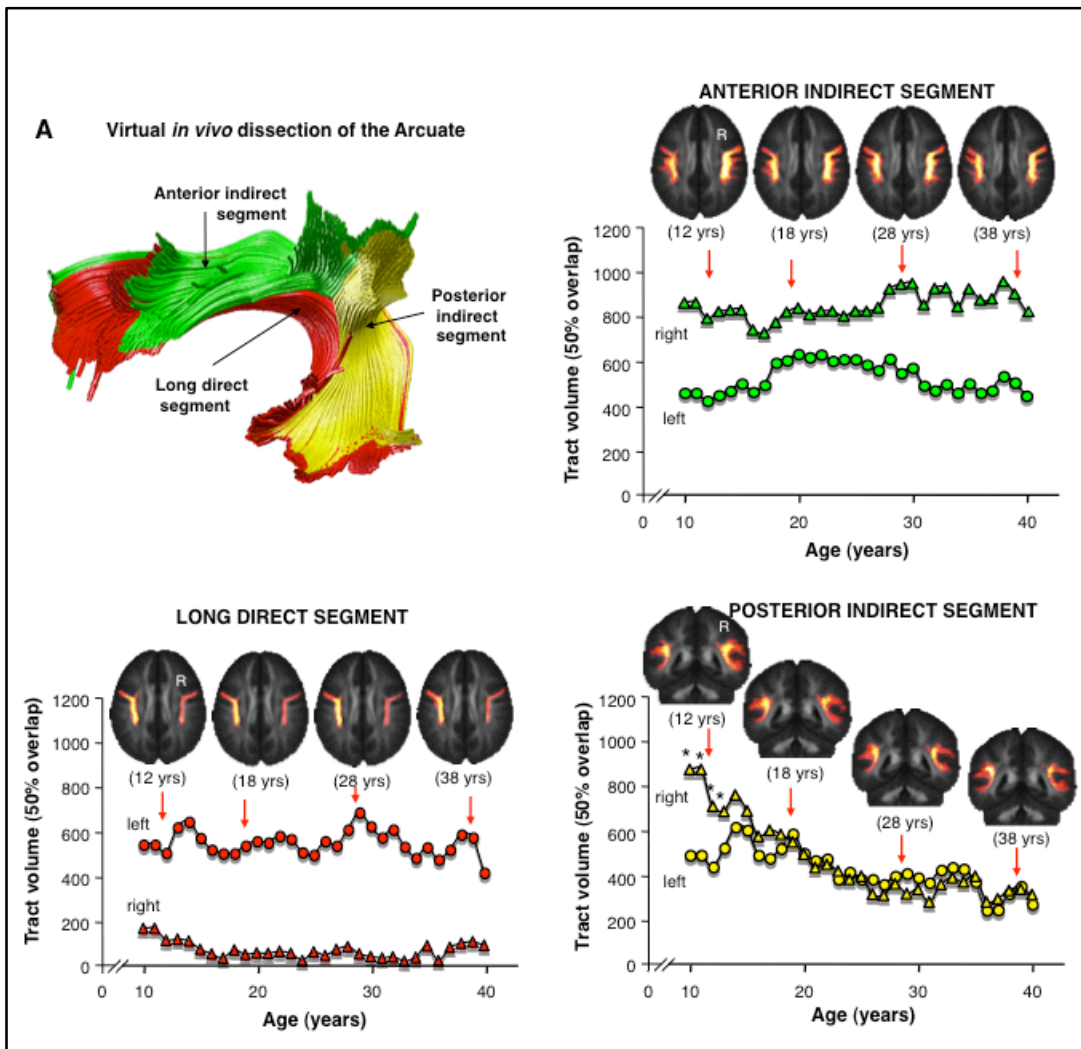 A
Virtual in vivo dissection of the Arcuate
Anterior indirect
segment
Posterior
indirect
segment
Long direct
segment
ANTERIOR INDIRECT SEGMENT
R
(12 yrs)
(18 yrs)
(28 yrs)
(38 yrs)
Tract volume (50% overlap)
1200
1000
800
600
400
200
0
right
left
0
10
20
30
40
Age (years)
LONG DIRECT SEGMENT
R
(12 yrs)
(18 yrs)
(28 yrs)
(38 yrs)
Tract volume (50% overlap)
1200
1000
800
600
400
200
0
left
right
0
10
20
30
40
Age (years)
POSTERIOR INDIRECT SEGMENT
R
(12 yrs)
(18 yrs)
(28 yrs)
(38 yrs)
Tract volume (50% overlap)
1200
1000
800
600
400
200
0
* *
* *
right
left
0
10
20
30
40
Age (years)